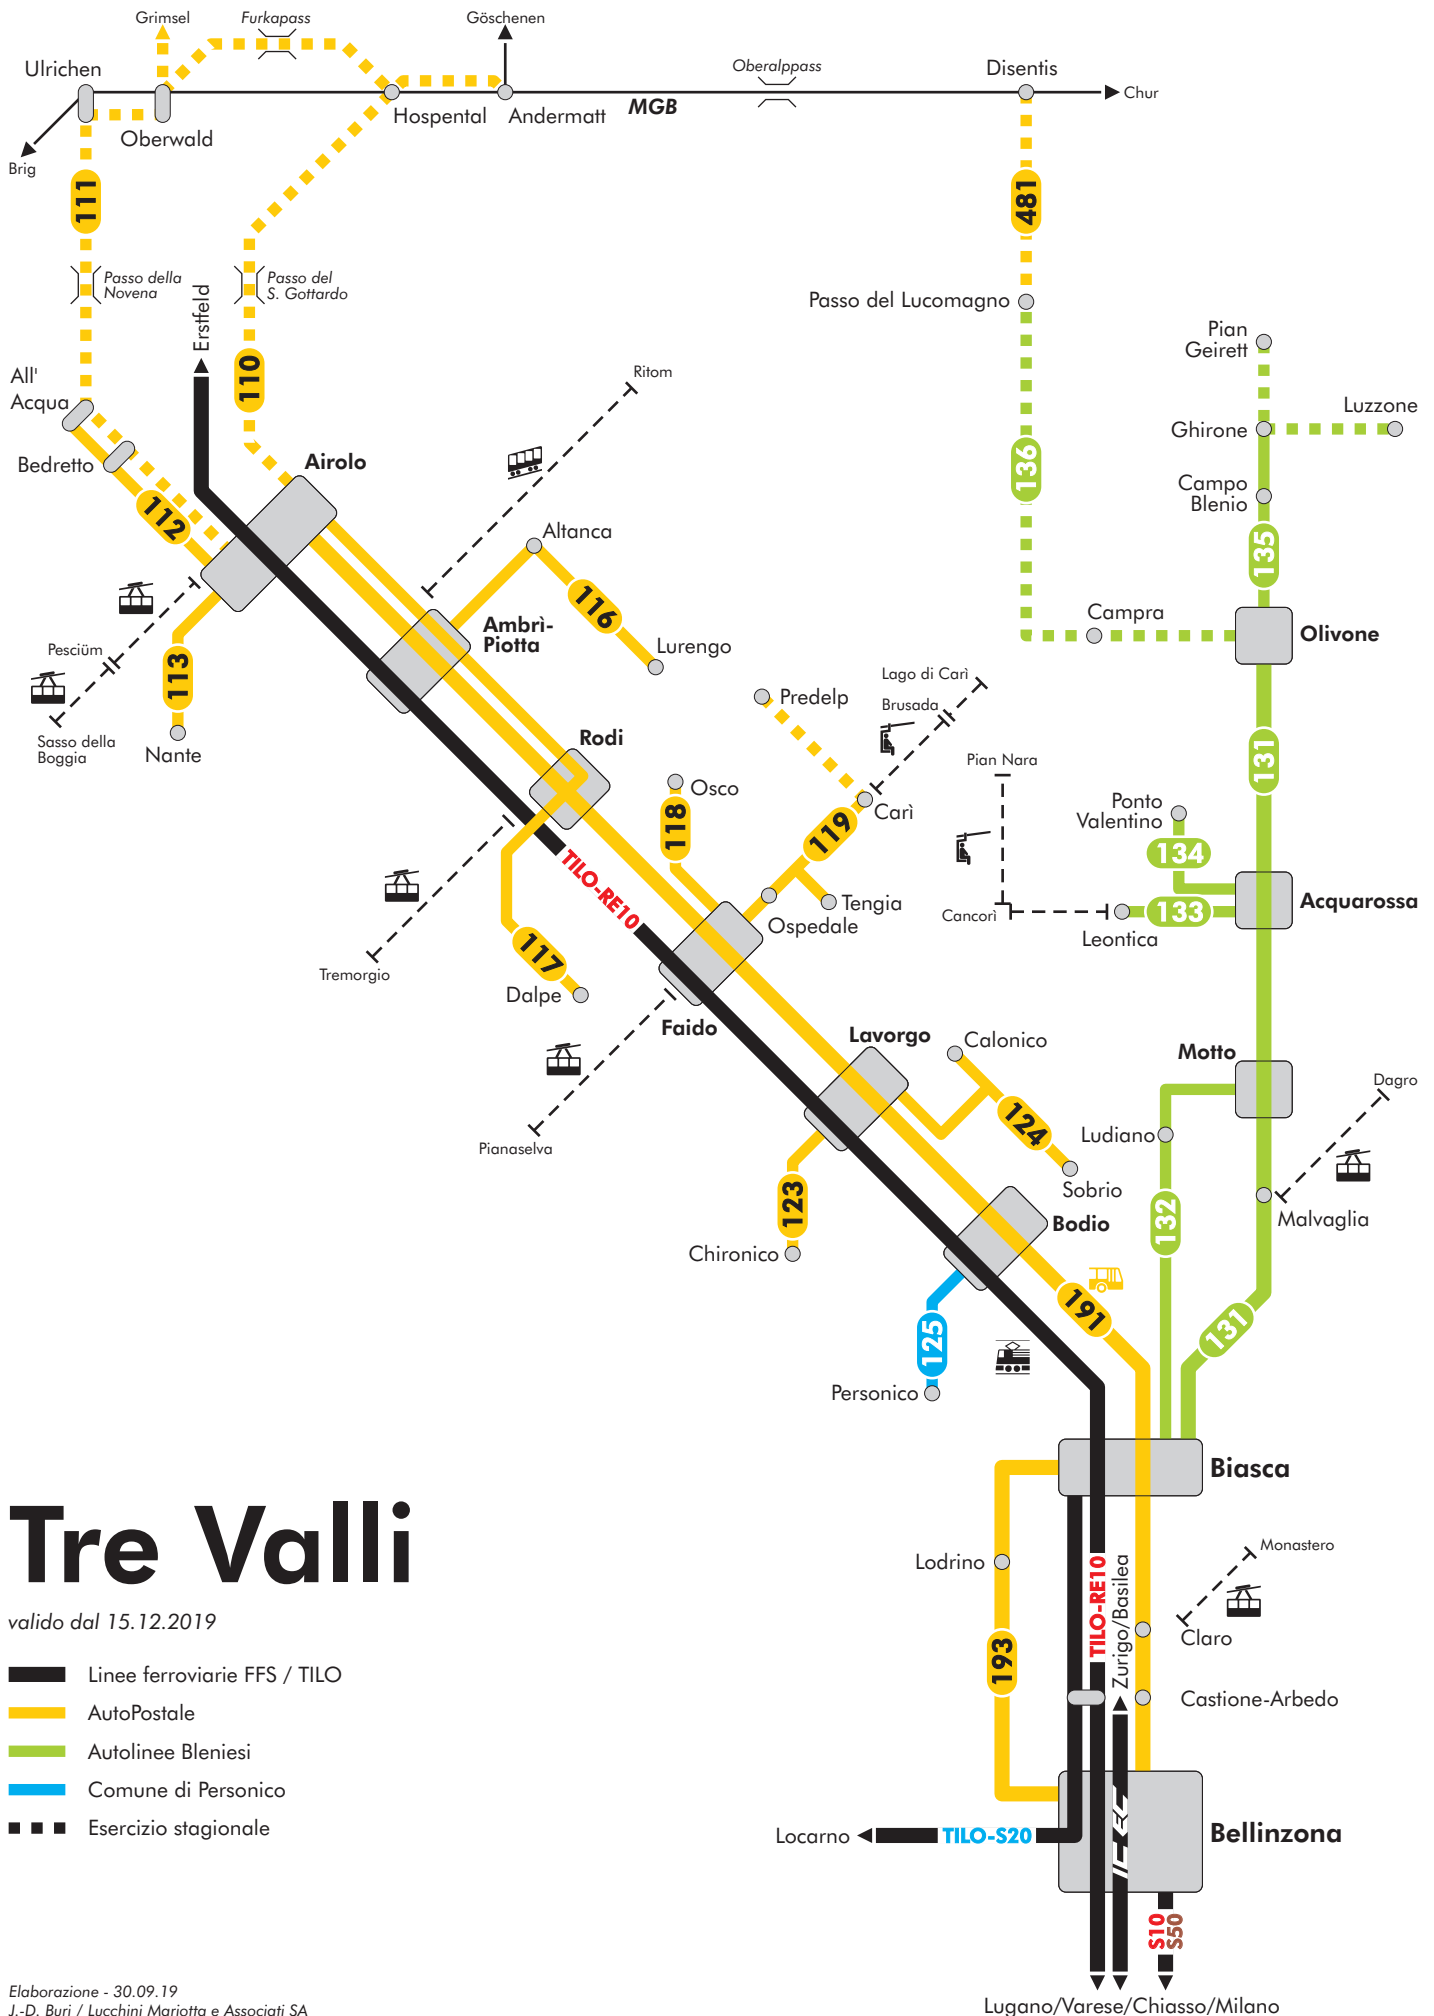 Grimsel
Furkapass
Göschenen
Ulrichen
Oberalppass
Disentis
Chur
MGB
Hospental
Andermatt
Oberwald
Brig
111
481
Passo della
Novena
Passo del
S. Gottardo
Erstfeld
Passo del Lucomagno
110
Pian
Geirett
All'
Acqua
Ritom
Luzzone
Ghirone
Bedretto
Airolo
136
Campo
Blenio
112
Altanca
135
116
Ambrì-
Piotta
Campra
Olivone
Pesciüm
Lurengo
113
Lago di Carì
Predelp
Brusada
Sasso della
Boggia
Nante
Rodi
131
Pian Nara
Osco
Carì
Ponto
Valentino
118
119
134
TILO-RE10
Tengia
Acquarossa
Cancorì
133
Ospedale
Leontica
117
Tremorgio
Dalpe
Faido
Lavorgo
Calonico
Motto
Dagro
124
Ludiano
Pianaselva
Sobrio
123
132
Malvaglia
Bodio
Chironico
191
131
125
Personico
Biasca
Tre Valli
Lodrino
Monastero
TILO-RE10
Zurigo/Basilea
valido dal 15.12.2019
Claro
193
Linee ferroviarie FFS / TILO
Castione-Arbedo
AutoPostale
Autolinee Bleniesi
Comune di Personico
IC EC
Esercizio stagionale
Locarno
TILO-S20
Bellinzona
S10
S50
Elaborazione - 30.09.19
J.-D. Buri / Lucchini Mariotta e Associati SA
Lugano/Varese/Chiasso/Milano